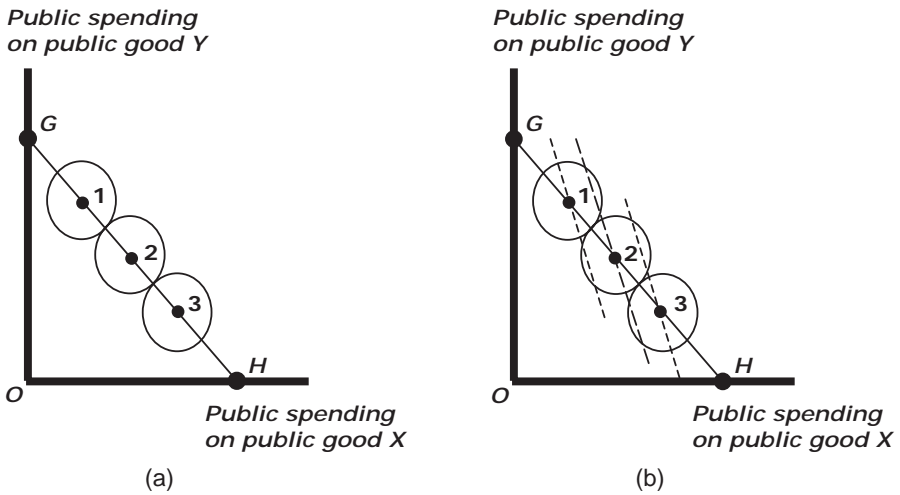 Public spending
on public good Y
G
1
2
3
H
O
Public spending
on public good X
(a)
Public spending
on public good Y
G
1
2
3
H
O
Public spending
on public good X
(b)